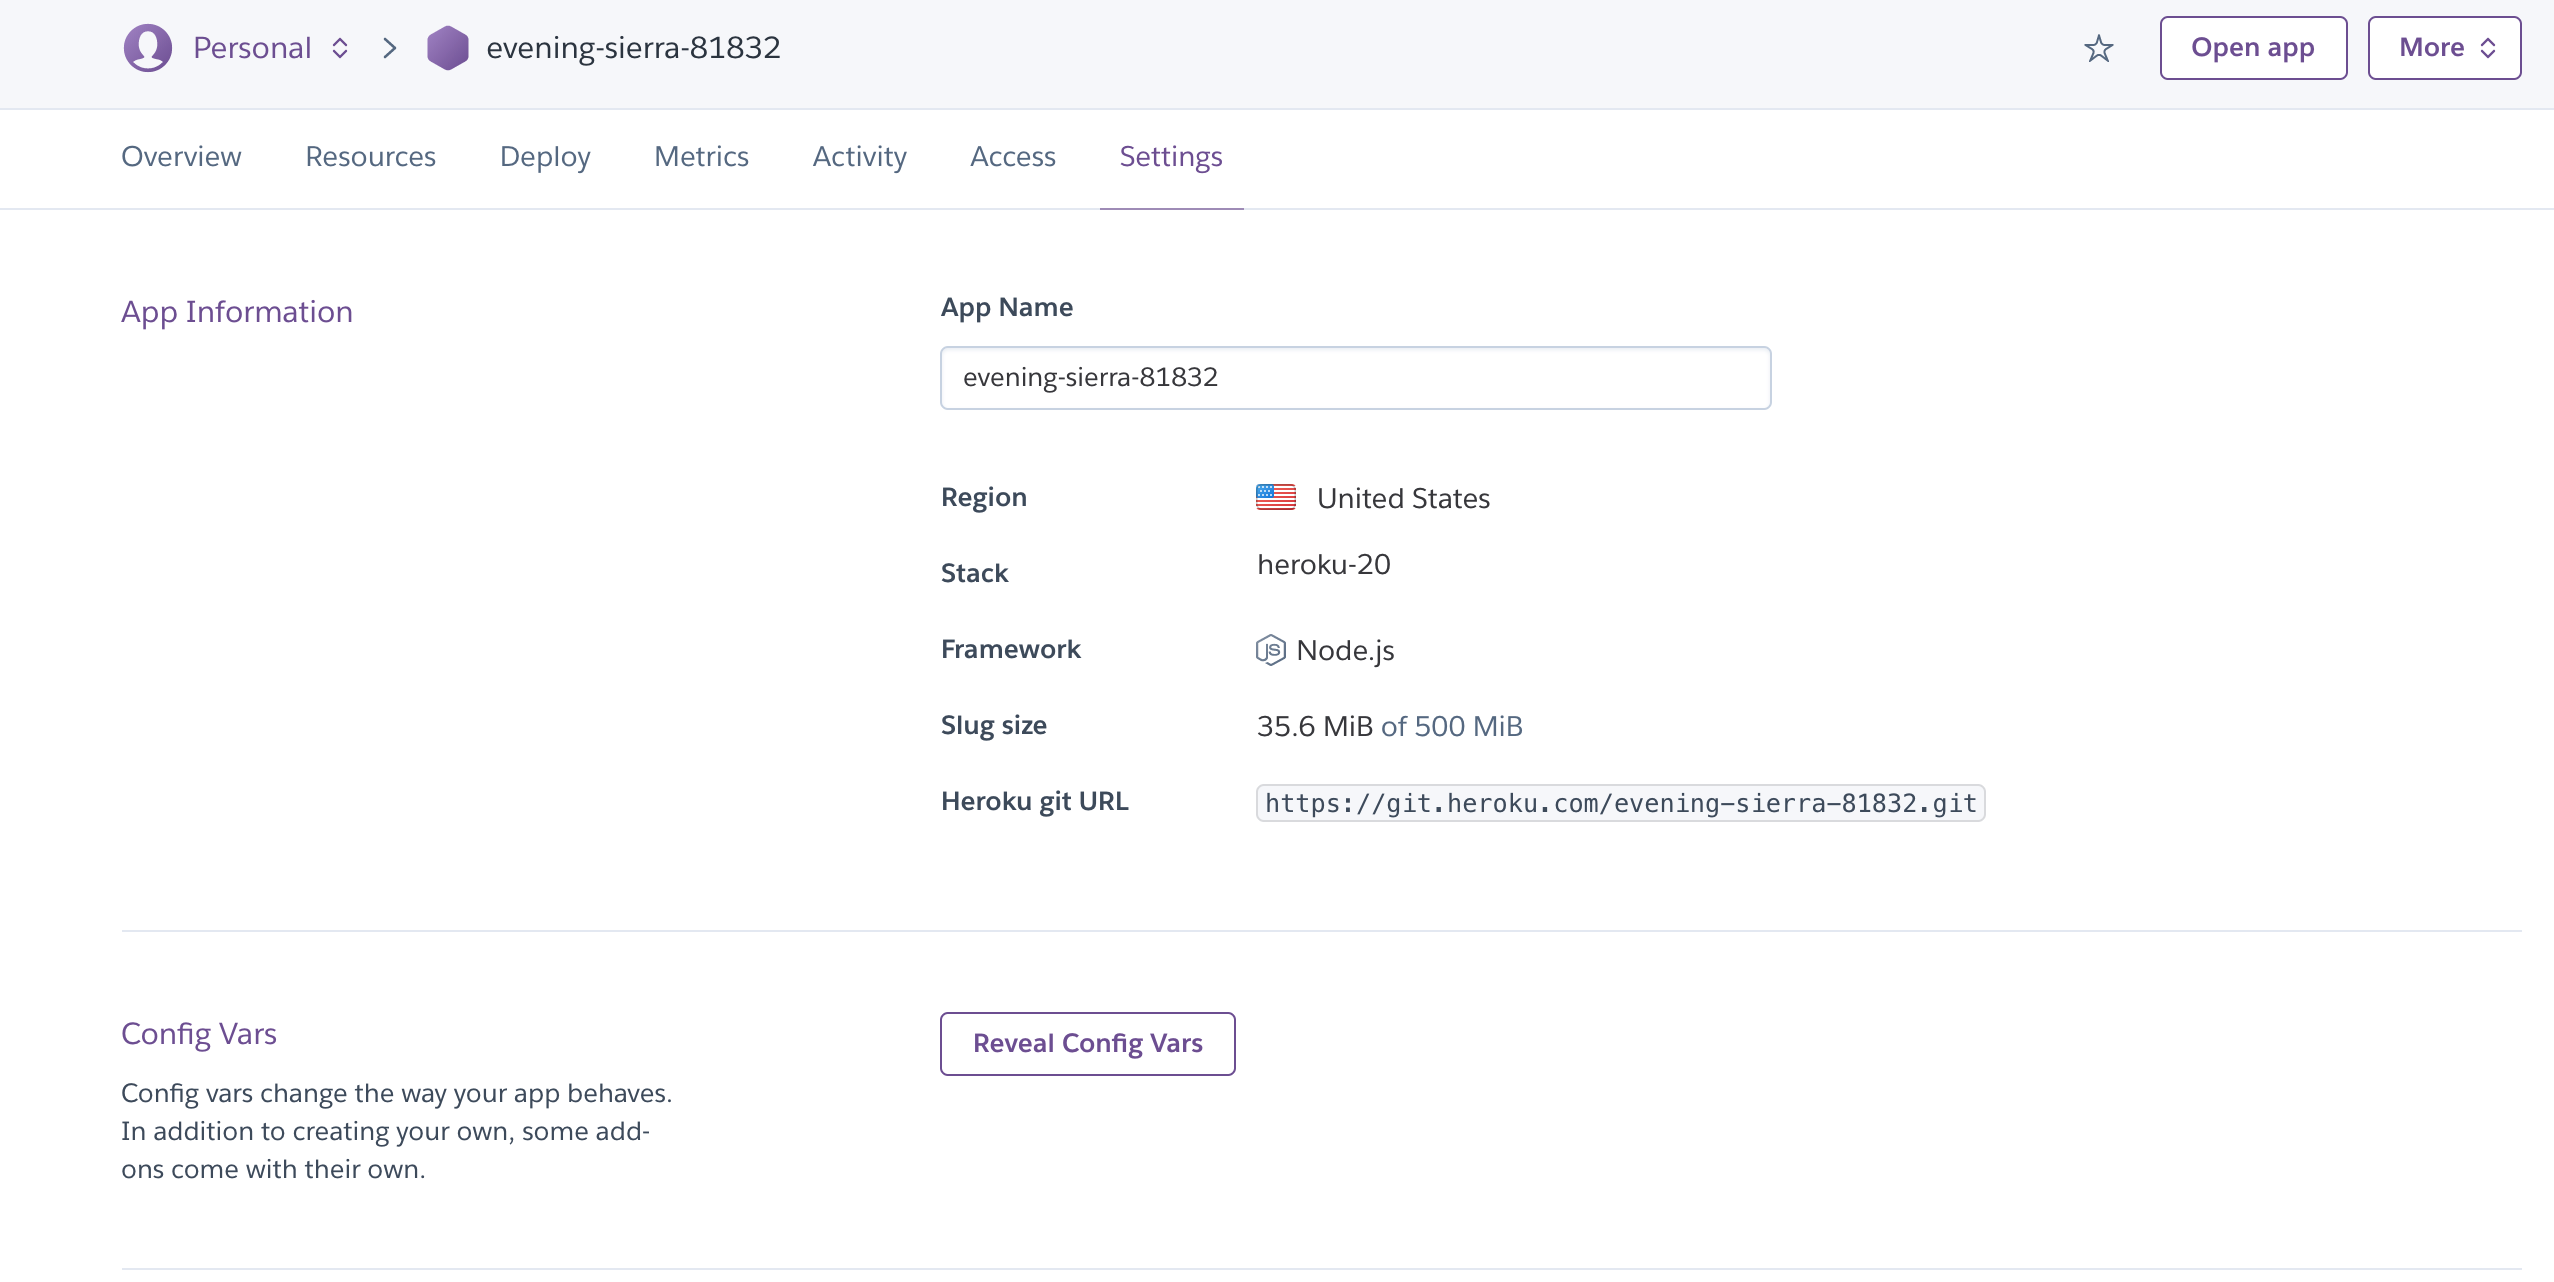 Personal
evening-sierra-81832
Open app
More
Overview
Resources
Deploy
Metrics
Activity
Access
Settings
App Information
App Name
evening-sierra-81832
Region
United States
Stack
heroku-20
Framework
JS Node.js
Slug size
35.6 MiB of 500 MiB
Heroku git URL
https://git.heroku.com/evening-sierra-81832.git
Config Vars
Reveal Config Vars
Config vars change the way your app behaves.
In addition to creating your own, some add-
ons come with their own.